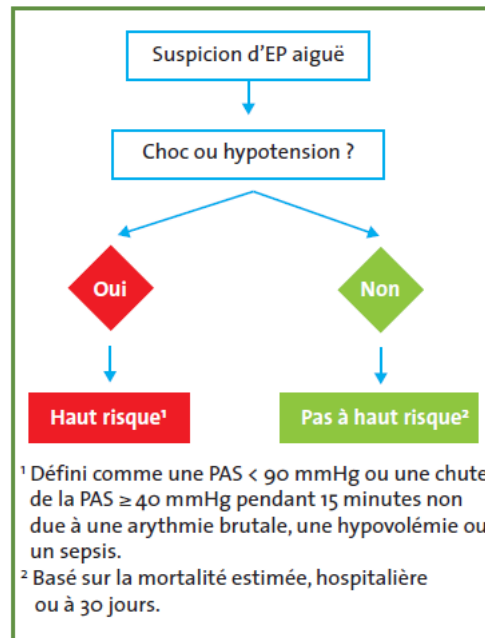 Suspicion d'EP aiguë
Choc ou hypotension ?
Oui
Non
Haut risque¹
Pas à haut risque²
¹ Défini comme une PAS < 90 mmHg ou une chute
de la PAS ≥ 40 mmHg pendant 15 minutes non
due à une arythmie brutale, une hypovolémie ou
un sepsis.
² Basé sur la mortalité estimée, hospitalière
ou à 30 jours.